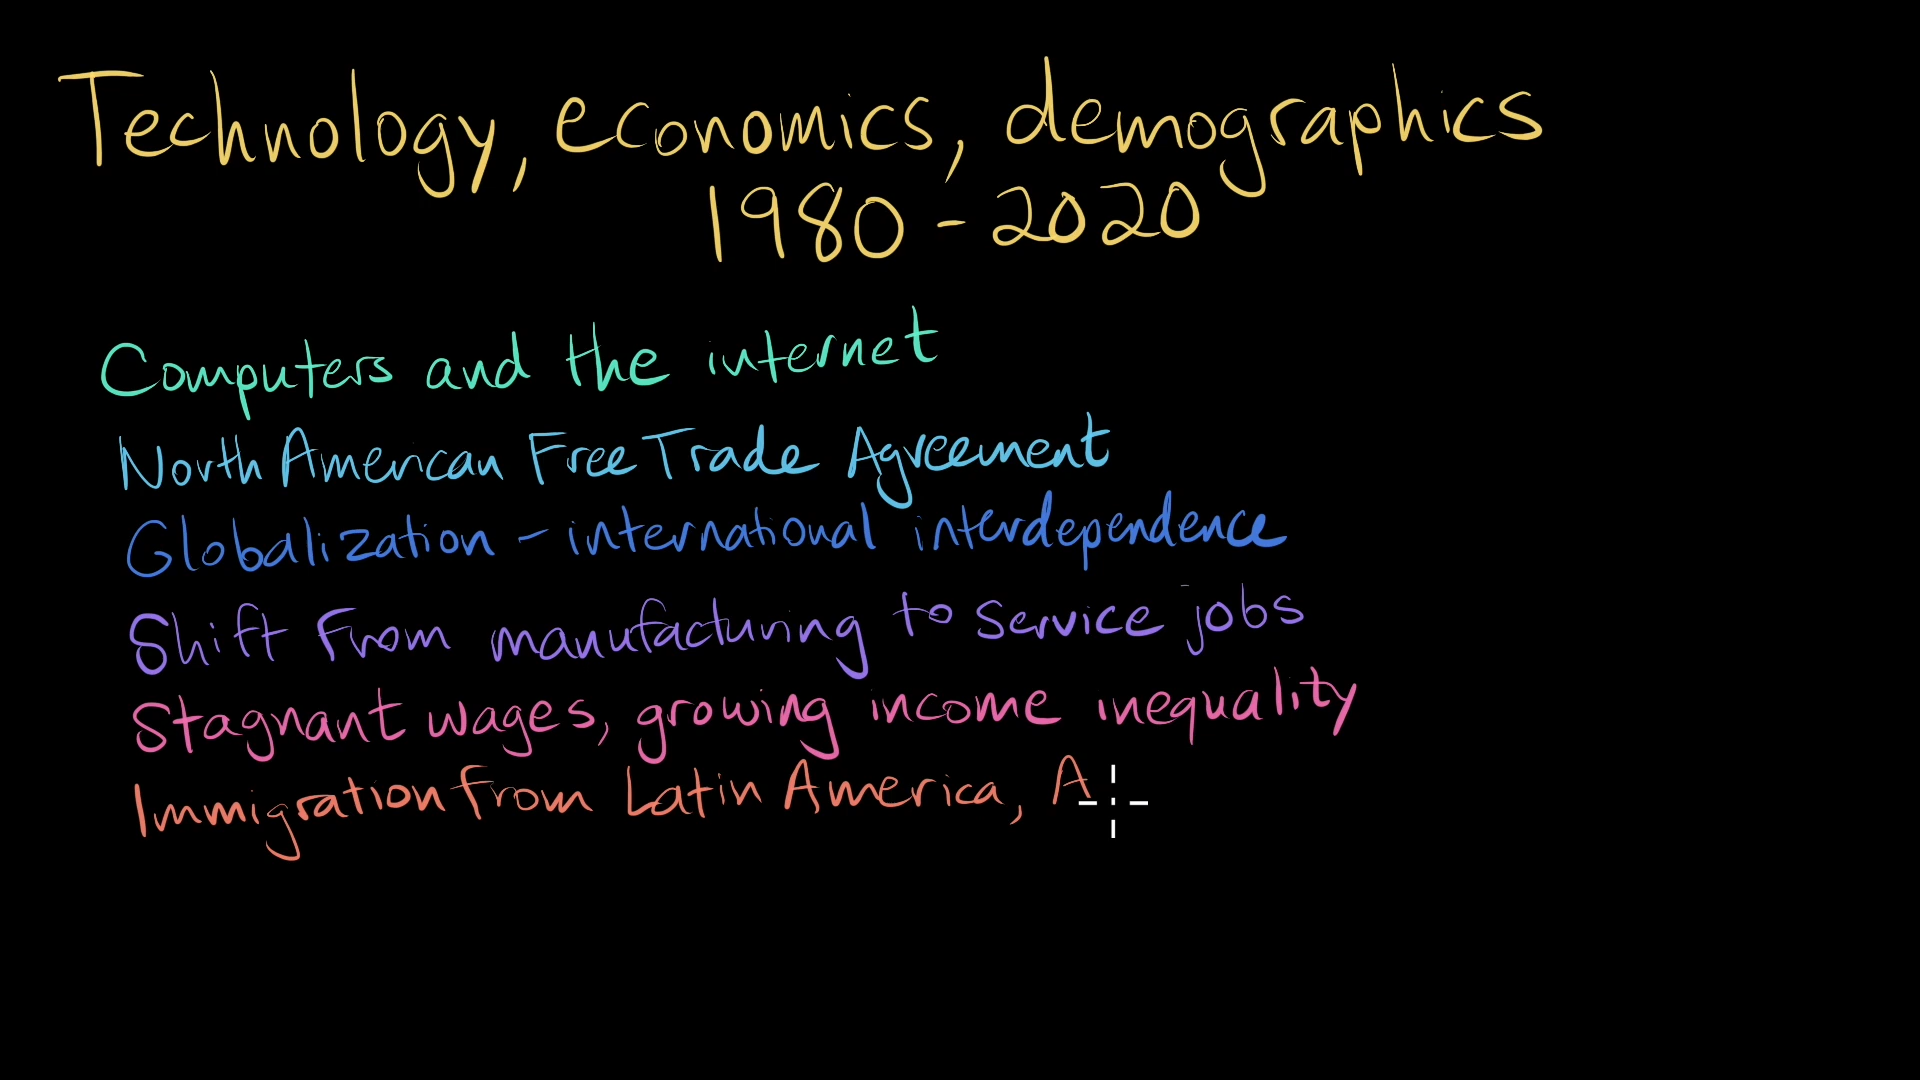 Technology, economics, demographics
1980 - 2020
Computers and the internet
North American Free Trade Agreement
Globalization - international interdependence
Shift from manufacturing to service jobs
Stagnant wages, growing income inequality
Immigration from Latin America, A